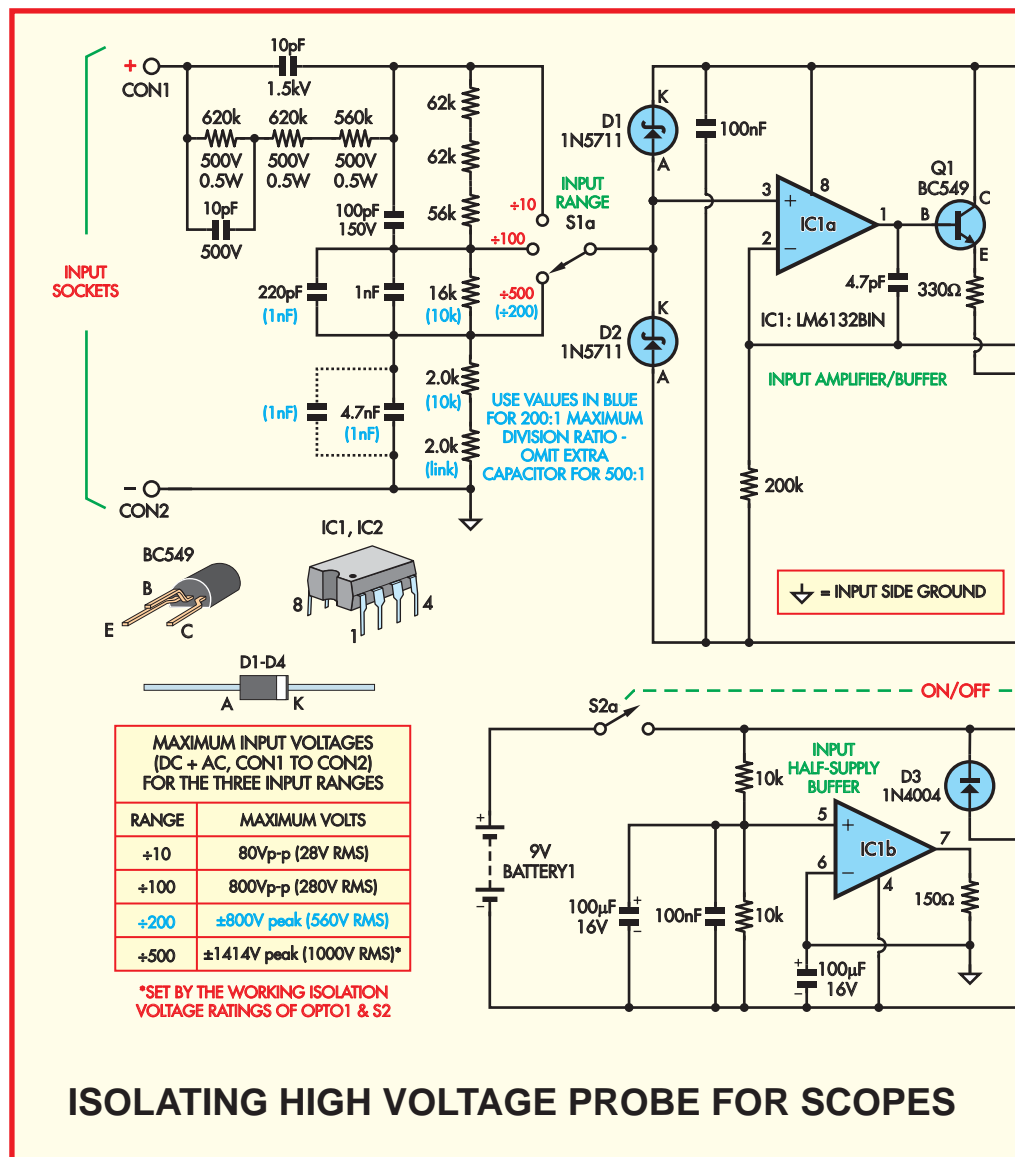 10pF
1.5kV
+
CON1
620k
620k
560k
500V
0.5W
500V
0.5W
500V
0.5W
10pF
500V
100pF
150V
62k
62k
56k
INPUT
SOCKETS
220pF
(1nF)
1nF
16k
(10k)
(1nF)
4.7nF
(1nF)
2.0k
(10k)
2.0k
(link)
–
CON2
INPUT
RANGE
S1a
÷10
÷100
÷500
(÷200)
USE VALUES IN BLUE
FOR 200:1 MAXIMUM
DIVISION RATIO -
OMIT EXTRA
CAPACITOR FOR 500:1
D1
1N5711
K
A
D2
1N5711
K
A
100nF
3
+
8
IC1a
1
2
–
Q1
BC549
B
C
E
4.7pF
330Ω
IC1: LM6132BIN
INPUT AMPLIFIER/BUFFER
200k
= INPUT SIDE GROUND
BC549
B
E
C
IC1, IC2
8
4
1
D1-D4
A
K
MAXIMUM INPUT VOLTAGES
(DC + AC, CON1 TO CON2)
FOR THE THREE INPUT RANGES
RANGE MAXIMUM VOLTS
÷10 80Vp-p (28V RMS)
÷100 800Vp-p (280V RMS)
÷200 ±800V peak (560V RMS)
÷500 ±1414V peak (1000V RMS)*
*SET BY THE WORKING ISOLATION
VOLTAGE RATINGS OF OPTO1 & S2
S2a
ON/OFF
+
–
9V
BATTERY1
10k
INPUT
HALF-SUPPLY
BUFFER
D3
1N4004
5
+
IC1b
7
6
–
4
100µF
16V
+
–
100nF
10k
150Ω
+
–
100µF
16V
ISOLATING HIGH VOLTAGE PROBE FOR SCOPES